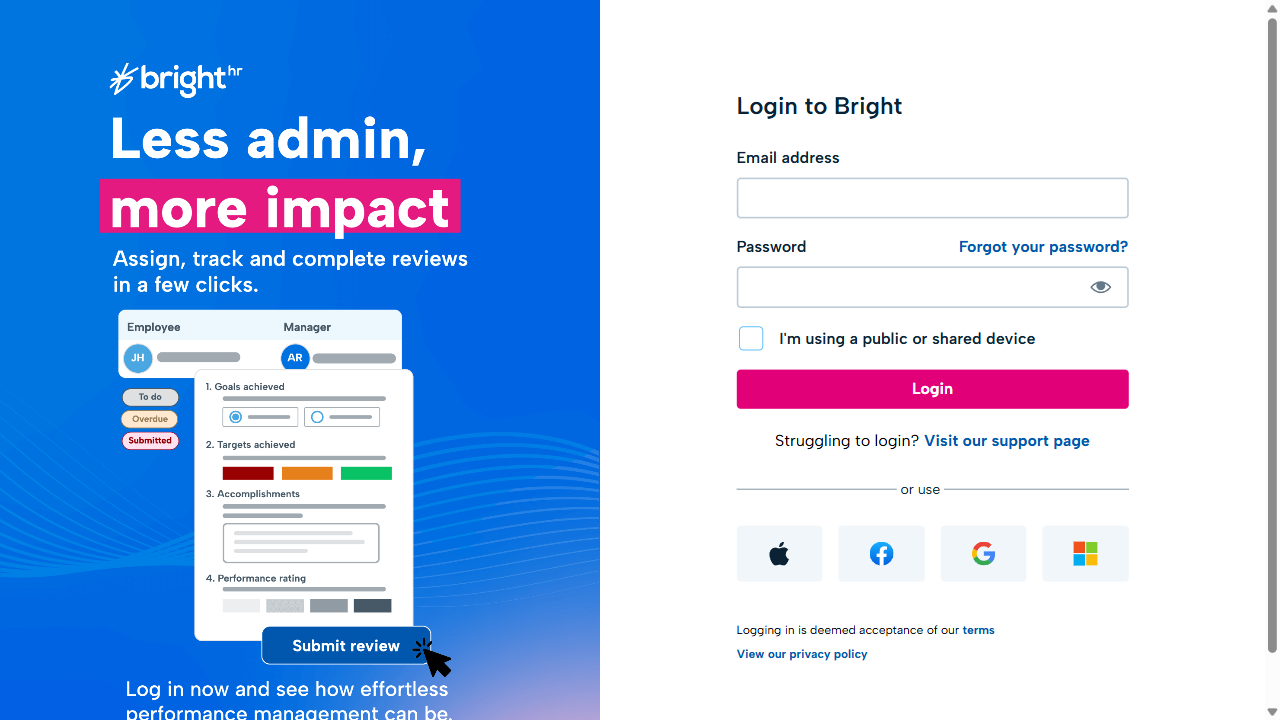 bright hr
Less admin,
more impact
Assign, track and complete reviews
in a few clicks.
Employee Manager
JH AR
To do
Overdue
Submitted
1. Goals achieved
2. Targets achieved
3. Accomplishments
4. Performance rating
Submit review
Log in now and see how effortless
performance management can be.
Login to Bright
Email address
Password Forgot your password?
I'm using a public or shared device
Login
Struggling to login? Visit our support page
or use
Logging in is deemed acceptance of our terms
View our privacy policy